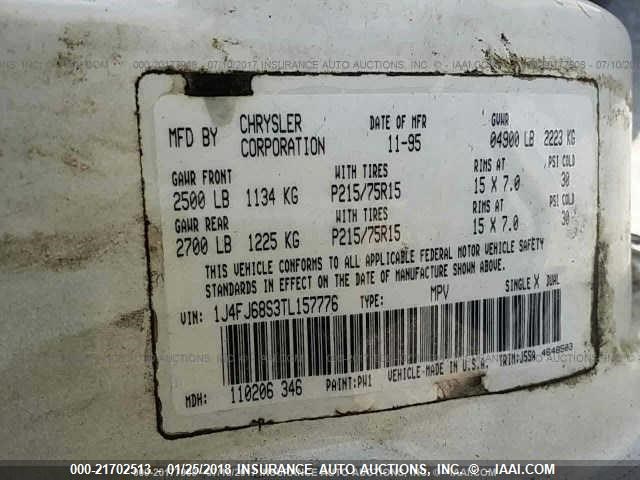 MFD BY CHRYSLER CORPORATION DATE OF MFR 11-95 GVWR 04900 LB 2223 KG
GAWR FRONT WITH TIRES RIMS AT PSI COLD
2500 LB 1134 KG P215/75R15 15 X 7.0 30
GAWR REAR WITH TIRES RIMS AT PSI COLD
2700 LB 1225 KG P215/75R15 15 X 7.0 30
THIS VEHICLE CONFORMS TO ALL APPLICABLE FEDERAL MOTOR VEHICLE SAFETY
STANDARDS IN EFFECT ON THE DATE OF MANUFACTURE SHOWN ABOVE.
VIN: 1J4FJ68S3TL157776 TYPE: MPV SINGLE X DUAL
MDH: 110206 346 PAINT: PW1 VEHICLE-MADE IN U.S.A. TRIM: J5SA 4648503
000-21702513 - 01/25/2018 INSURANCE AUTO AUCTIONS, INC. - © IAAI.COM